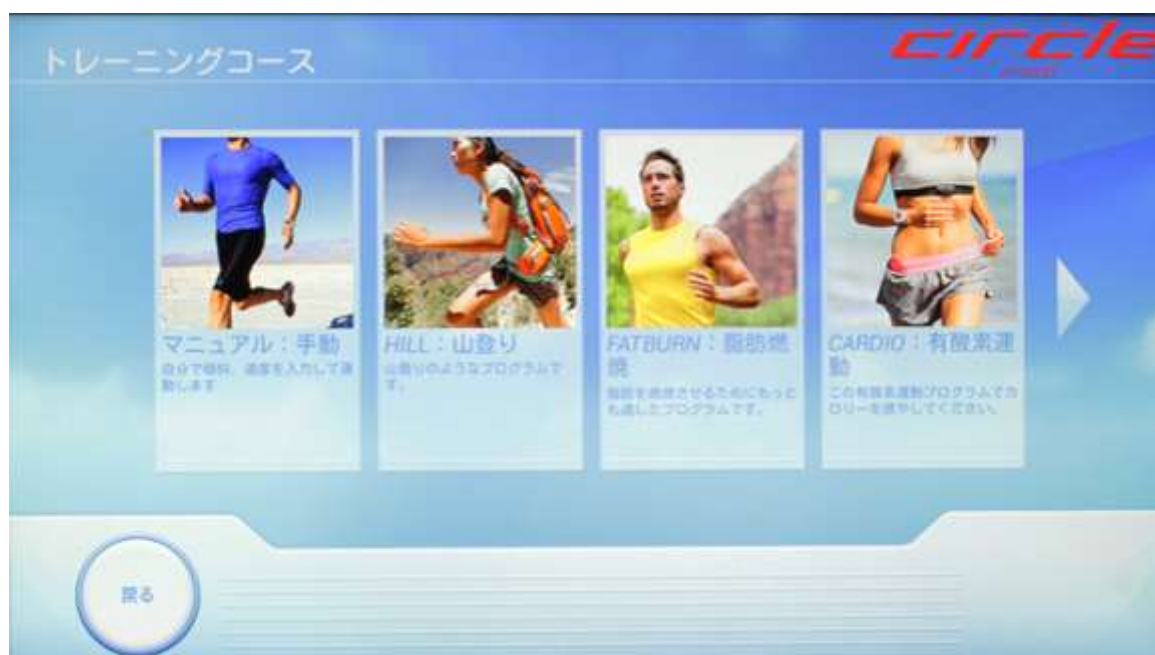 トレーニングコース
circle
マニュアル：手動
自分で傾斜、速度を入力して運
動します
HILL：山登り
山登りのようなプログラムで
す。
FATBURN：脂肪燃
焼
脂肪を燃焼させるためにもっと
も適したプログラムです。
CARDIO：有酸素運
動
この有酸素運動プログラムでカ
ロリーを燃やしてください。
戻る